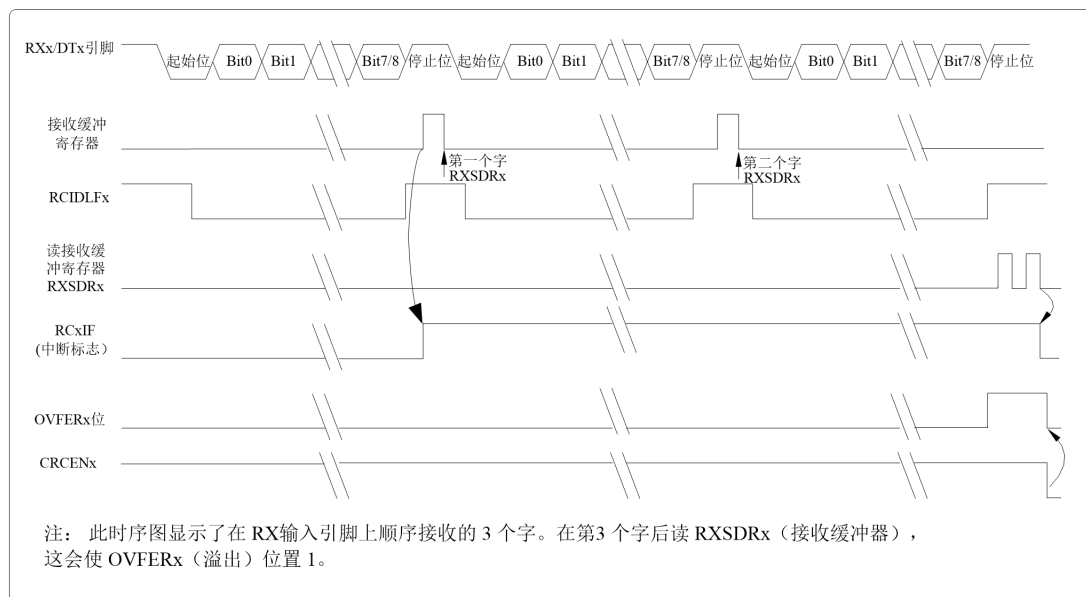 RXx/DTx引脚
起始位 Bit0 Bit1 Bit7/8 停止位 起始位 Bit0 Bit1 Bit7/8 停止位 起始位 Bit0 Bit1 Bit7/8 停止位
接收缓冲
寄存器
第一个字
RXSDRx
第二个字
RXSDRx
RCIDLFx
读接收缓
冲寄存器
RXSDRx
RCxIF
(中断标志)
OVFERx位
CRCENx
注： 此时序图显示了在 RX输入引脚上顺序接收的 3 个字。在第3 个字后读 RXSDRx（接收缓冲器），
这会使 OVFERx（溢出）位置 1。